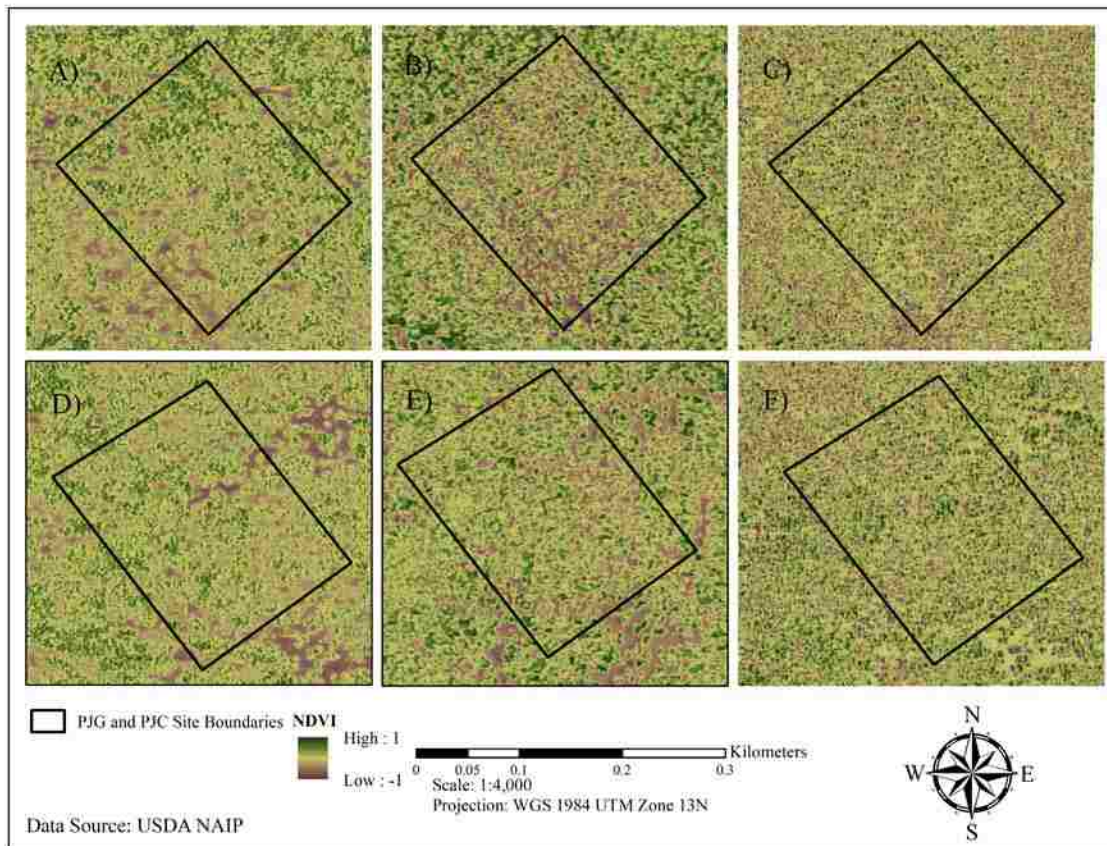 A)
B)
C)
D)
E)
F)
PJG and PJC Site Boundaries
NDVI
High : 1
Low : -1
Kilometers
0 0.05 0.1 0.2 0.3
Scale: 1:4,000
Projection: WGS 1984 UTM Zone 13N
N
W E
S
Data Source: USDA NAIP